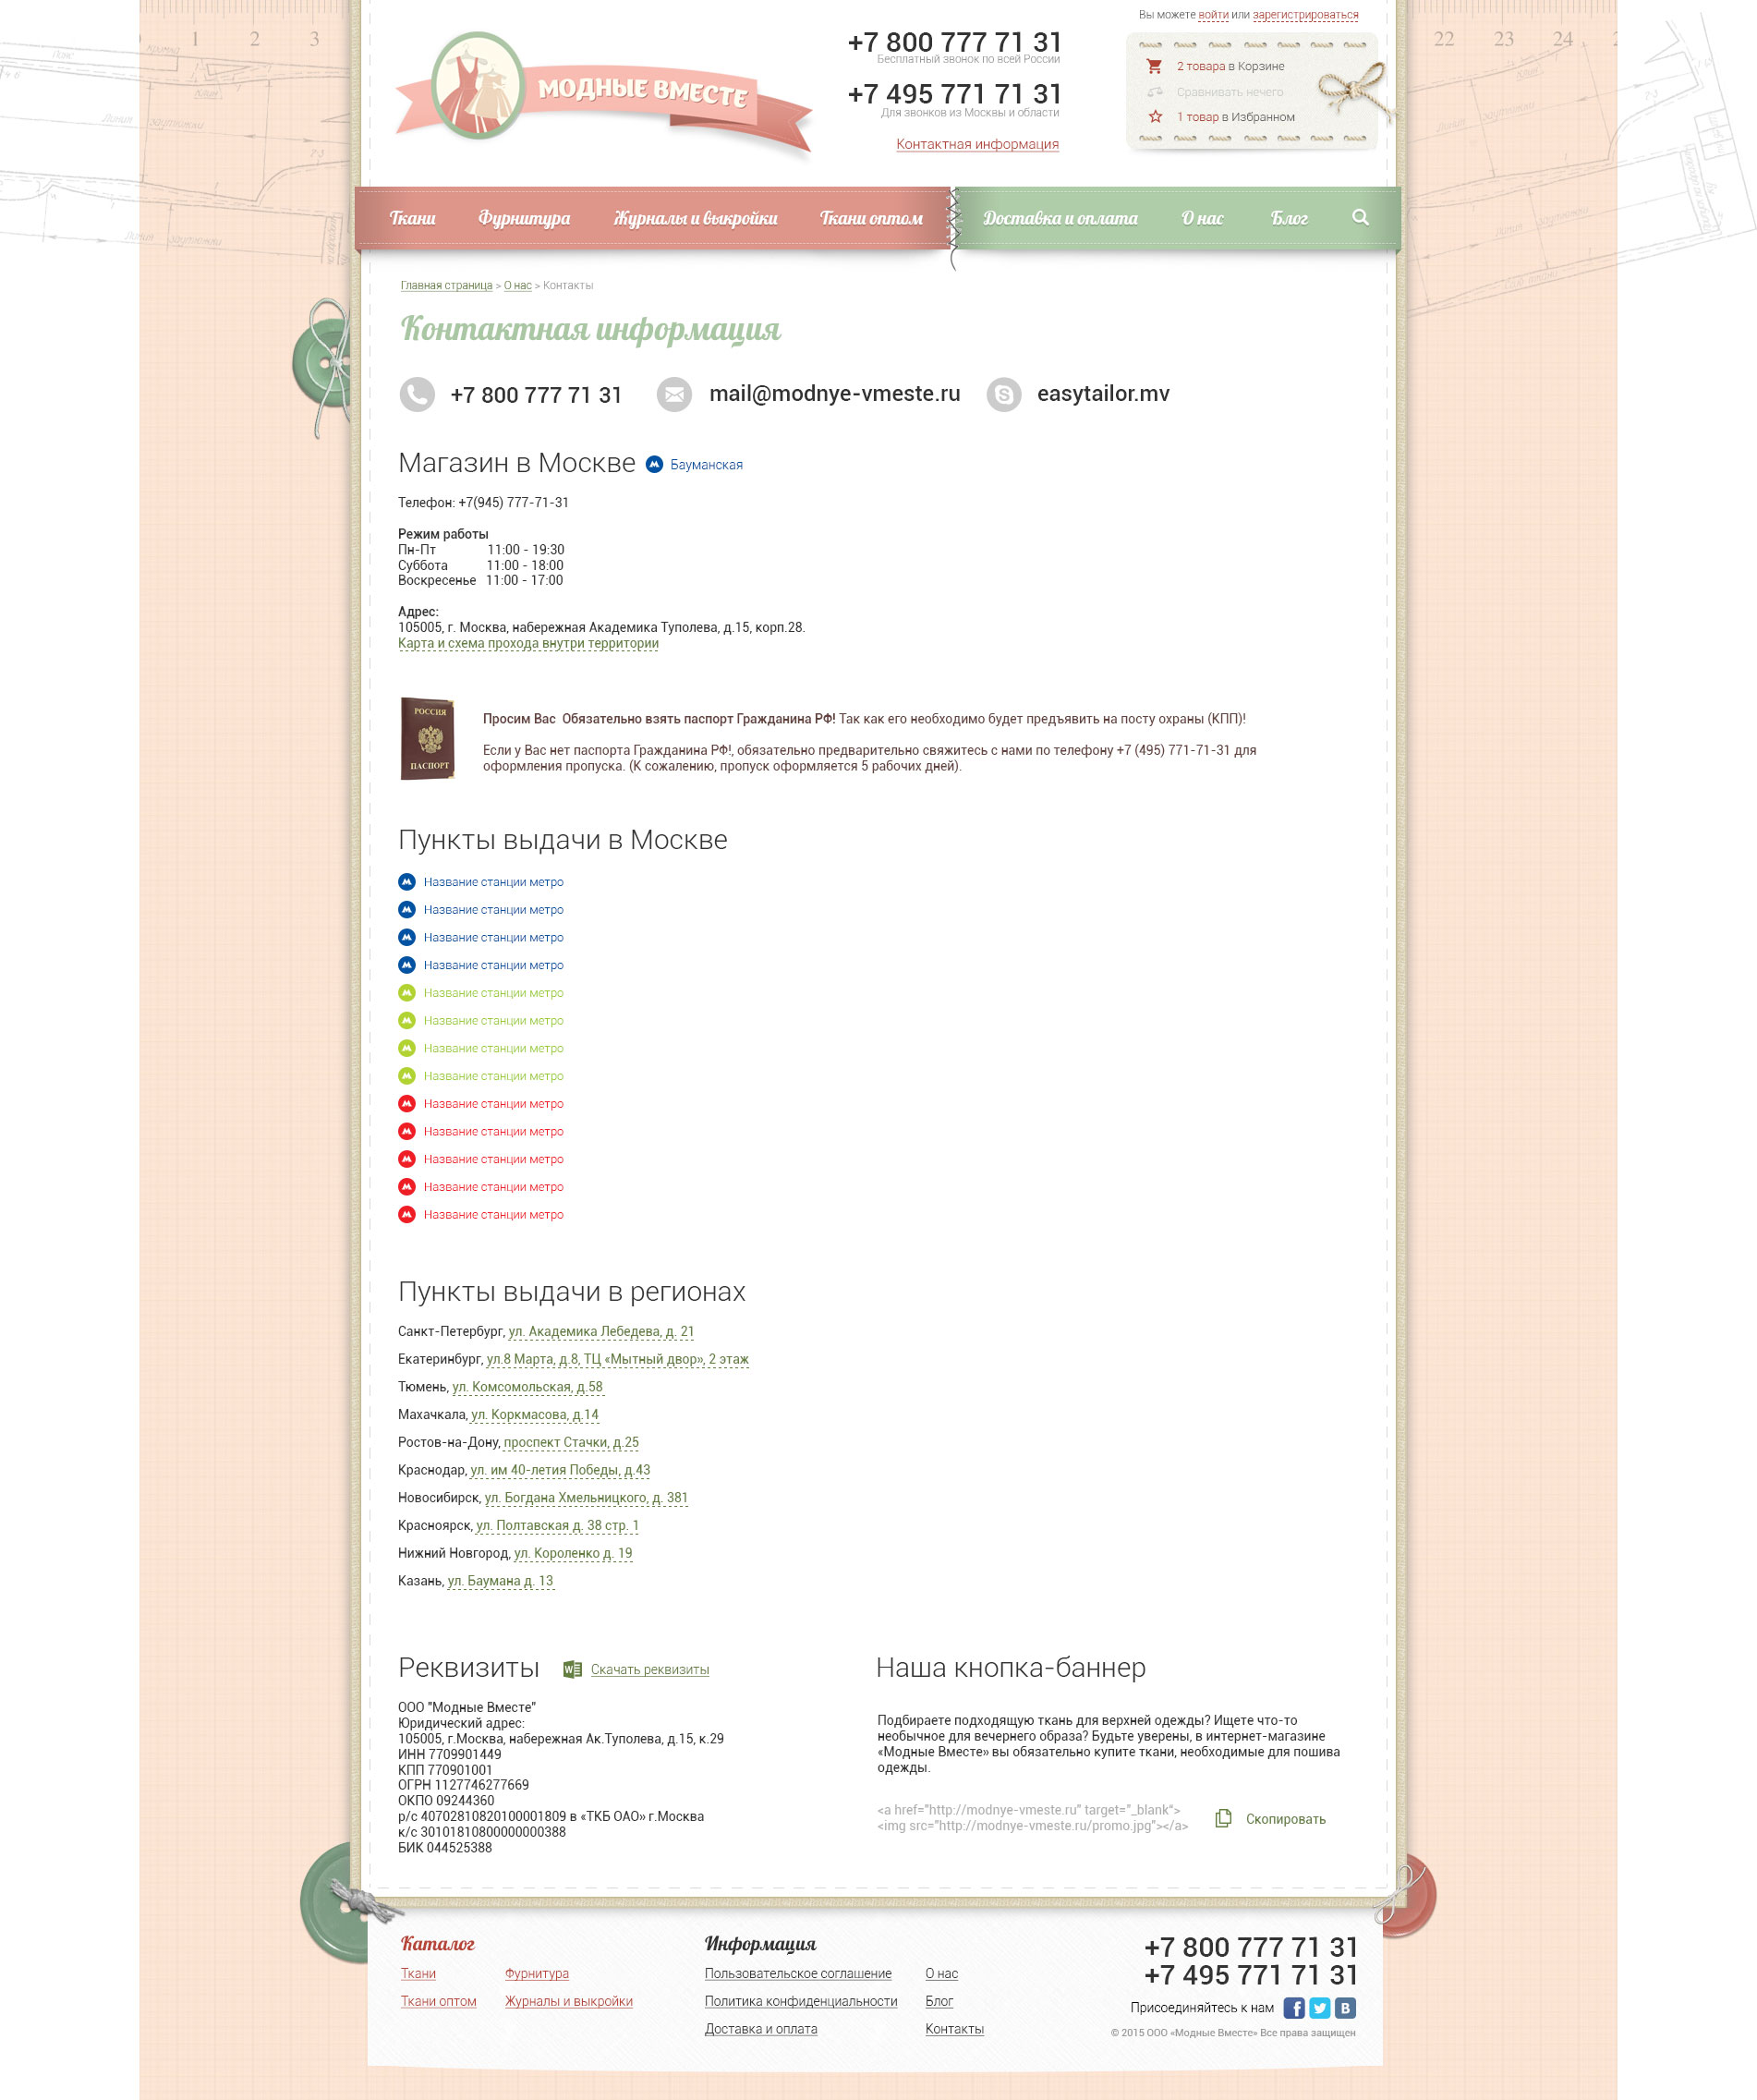 Вы можете войти или зарегистрироваться
МОДНЫЕ ВМЕСТЕ
+7 800 777 71 31
Бесплатный звонок по всей России
+7 495 771 71 31
Для звонков из Москвы и области
Контактная информация
2 товара в Корзине
Сравнивать нечего
1 товар в Избранном
1 2 3
22 23 24
Ткани Фурнитура Журналы и выкройки Ткани оптом Доставка и оплата О нас Блог
Главная страница > О нас > Контакты
Контактная информация
+7 800 777 71 31 mail@modnye-vmeste.ru easytailor.mv
Магазин в Москве Бауманская
Телефон: +7(945) 777-71-31
Режим работы
Пн-Пт 11:00 - 19:30
Суббота 11:00 - 18:00
Воскресенье 11:00 - 17:00
Адрес:
105005, г. Москва, набережная Академика Туполева, д.15, корп.28.
Карта и схема прохода внутри территории
РОССИЯ
ПАСПОРТ
Просим Вас Обязательно взять паспорт Гражданина РФ! Так как его необходимо будет предъявить на посту охраны (КПП)!
Если у Вас нет паспорта Гражданина РФ!, обязательно предварительно свяжитесь с нами по телефону +7 (495) 771-71-31 для
оформления пропуска. (К сожалению, пропуск оформляется 5 рабочих дней).
Пункты выдачи в Москве
Название станции метро
Название станции метро
Название станции метро
Название станции метро
Название станции метро
Название станции метро
Название станции метро
Название станции метро
Название станции метро
Название станции метро
Название станции метро
Название станции метро
Название станции метро
Пункты выдачи в регионах
Санкт-Петербург, ул. Академика Лебедева, д. 21
Екатеринбург, ул.8 Марта, д.8, ТЦ «Мытный двор», 2 этаж
Тюмень, ул. Комсомольская, д.58
Махачкала, ул. Коркмасова, д.14
Ростов-на-Дону, проспект Стачки, д.25
Краснодар, ул. им 40-летия Победы, д.43
Новосибирск, ул. Богдана Хмельницкого, д. 381
Красноярск, ул. Полтавская д. 38 стр. 1
Нижний Новгород, ул. Короленко д. 19
Казань, ул. Баумана д. 13
Реквизиты Скачать реквизиты
ООО "Модные Вместе"
Юридический адрес:
105005, г.Москва, набережная Ак.Туполева, д.15, к.29
ИНН 7709901449
КПП 770901001
ОГРН 1127746277669
ОКПО 09244360
р/с 40702810820100001809 в «ТКБ ОАО» г.Москва
к/с 30101810800000000388
БИК 044525388
Наша кнопка-баннер
Подбираете подходящую ткань для верхней одежды? Ищете что-то
необычное для вечернего образа? Будьте уверены, в интернет-магазине
«Модные Вместе» вы обязательно купите ткани, необходимые для пошива
одежды.
<a href="http://modnye-vmeste.ru" target="_blank">
<img src="http://modnye-vmeste.ru/promo.jpg"></a>
Скопировать
Каталог
Ткани Фурнитура
Ткани оптом Журналы и выкройки
Информация
Пользовательское соглашение О нас
Политика конфиденциальности Блог
Доставка и оплата Контакты
+7 800 777 71 31
+7 495 771 71 31
Присоединяйтесь к нам
© 2015 ООО «Модные Вместе» Все права защищен